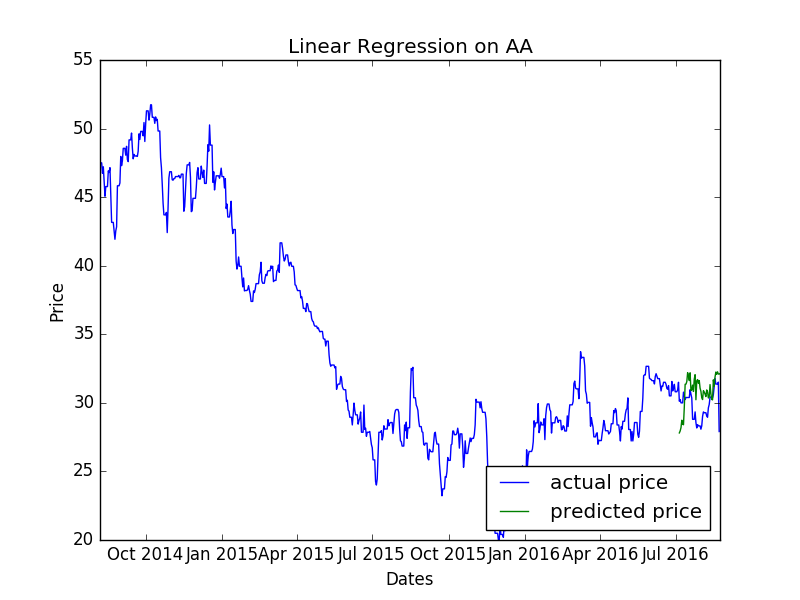 Linear Regression on AA
55
50
45
40
35
30
25
20
Price
Oct 2014 Jan 2015 Apr 2015 Jul 2015 Oct 2015 Jan 2016 Apr 2016 Jul 2016
Dates
actual price
predicted price